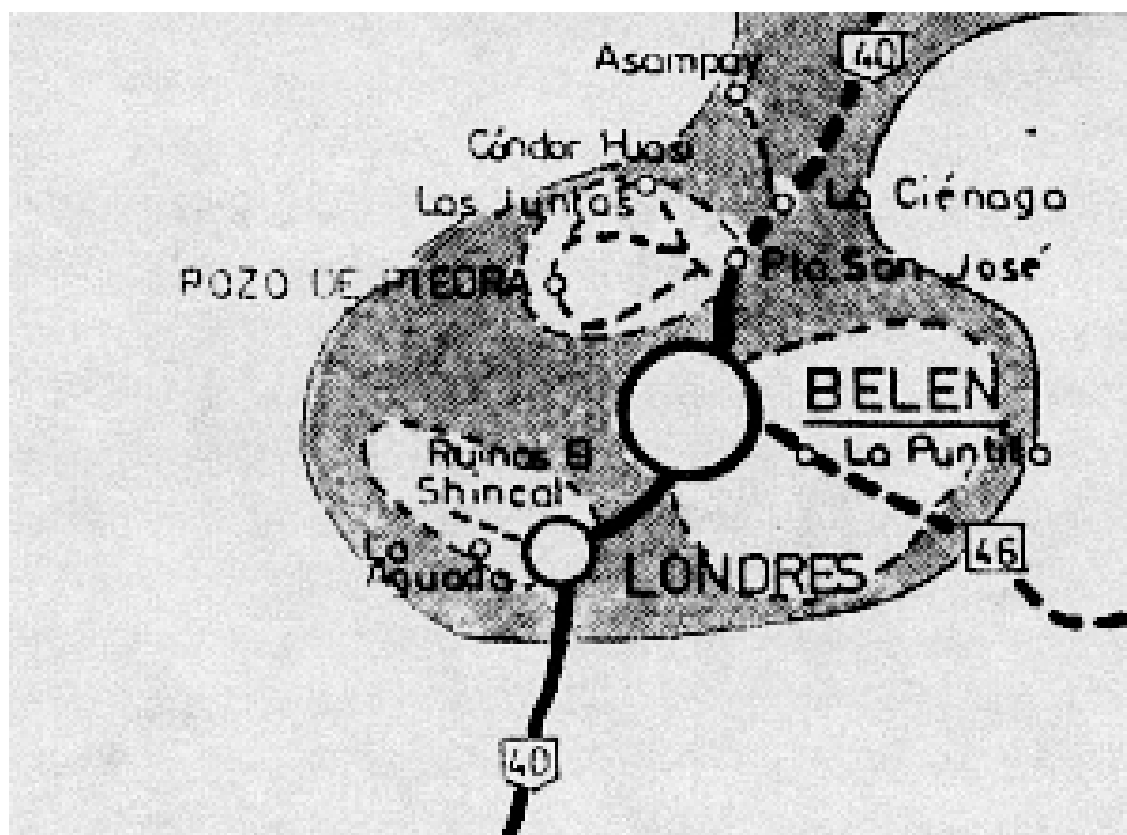 40
Asampay
Cóndor Huasi
Las Juntas
La Ciénaga
Pta. San José
POZO DE PIEDRA
BELEN
Ruinas El
Shincal
La Puntilla
46
La
Aguada
LONDRES
40